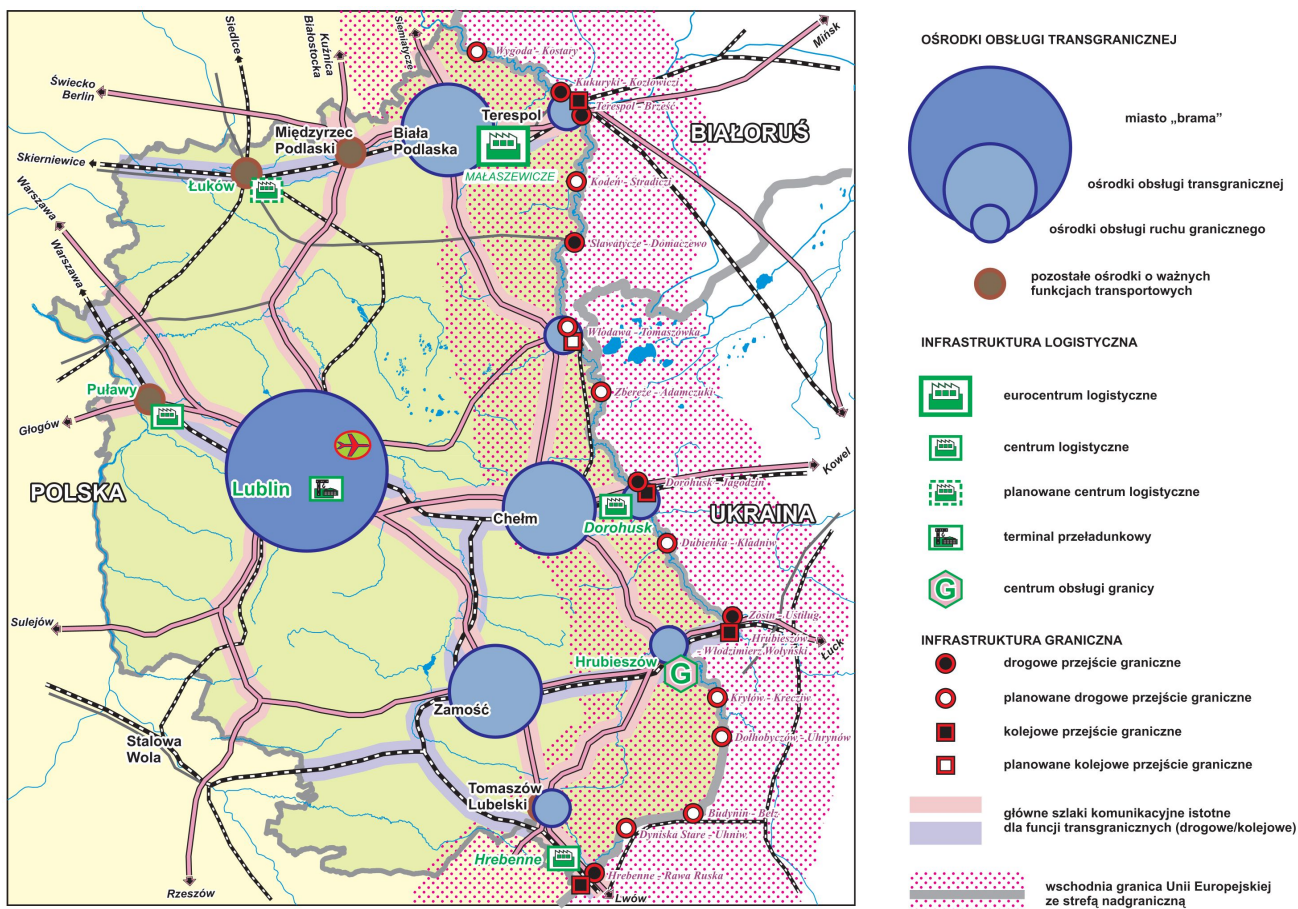 Siedlce
Kuźnica
Białostocka
Siemiatycze
Mińsk
Świecko
Berlin
Wygoda - Kostary
Kukuryki - Kozłowiczi
Terespol - Brześć
BIAŁORUŚ
Międzyrzec
Podlaski
Biała
Podlaska
Terespol
MAŁASZEWICZE
Skierniewice
Łuków
Kodeń - Stradiczi
Sławatycze - Domaczewo
Warszawa
Warszawa
Włodawa - Tomaszówka
Zbereże - Adamczuki
Puławy
Głogów
Kowel
POLSKA
Lublin
Dorohusk - Jagodzin
Chełm
Dorohusk
UKRAINA
Dubienka - Kładniw
Sulejów
Zosin - Ustiług
Hrubieszów
- Włodzimierz Wołyński
Łuck
Hrubieszów
G
Kryłów - Krecziw
Zamość
Dołhobyczów - Uhrynów
Stalowa
Wola
Tomaszów
Lubelski
Budynin - Bełz
Dyniska Stare - Uhniw
Hrebenne
Hrebenne - Rawa Ruska
Rzeszów
Lwów
OŚRODKI OBSŁUGI TRANSGRANICZNEJ
miasto „brama”
ośrodki obsługi transgranicznej
ośrodki obsługi ruchu granicznego
pozostałe ośrodki o ważnych
funkcjach transportowych
INFRASTRUKTURA LOGISTYCZNA
eurocentrum logistyczne
centrum logistyczne
planowane centrum logistyczne
terminal przeładunkowy
G
centrum obsługi granicy
INFRASTRUKTURA GRANICZNA
drogowe przejście graniczne
planowane drogowe przejście graniczne
kolejowe przejście graniczne
planowane kolejowe przejście graniczne
główne szlaki komunikacyjne istotne
dla funcji transgranicznych (drogowe/kolejowe)
wschodnia granica Unii Europejskiej
ze strefą nadgraniczną